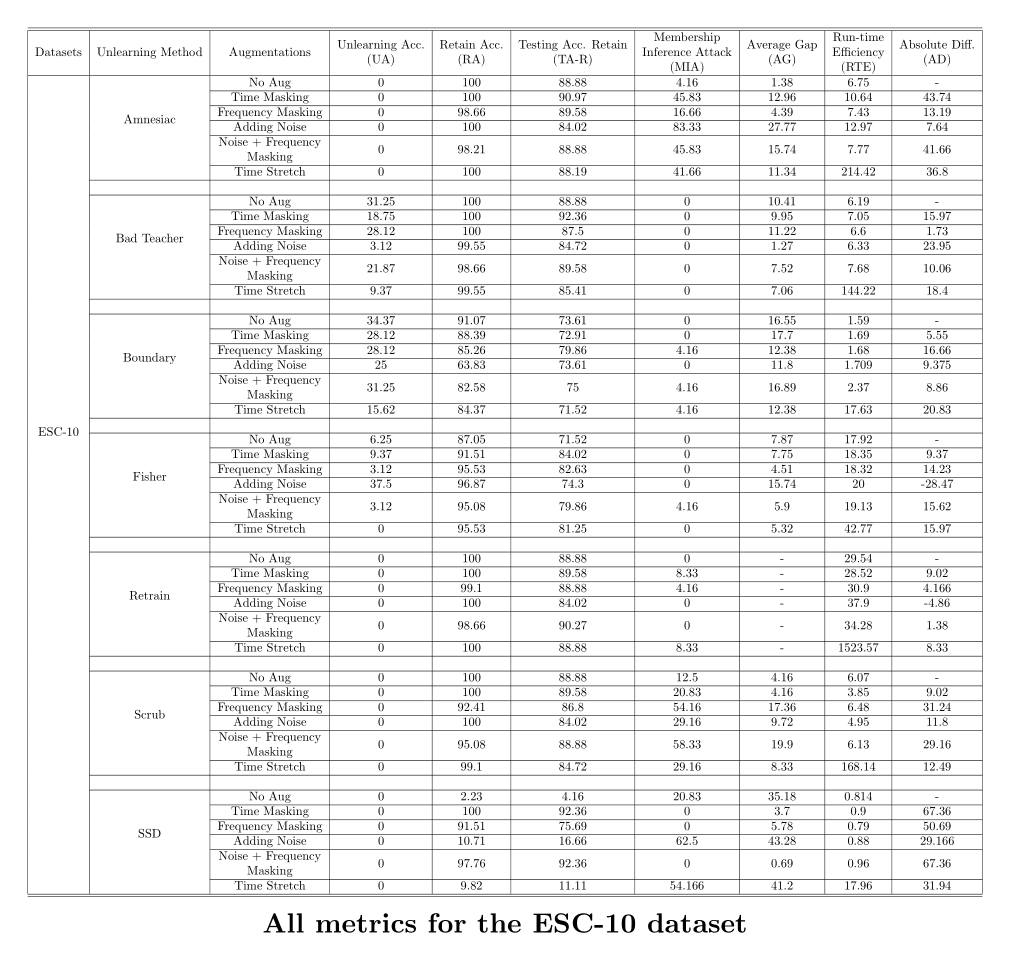 Datasets Unlearning Method Augmentations Unlearning Acc. (UA) Retain Acc. (RA) Testing Acc. Retain (TA-R) Membership Inference Attack (MIA) Average Gap (AG) Run-time Efficiency (RTE) Absolute Diff. (AD)
ESC-10
Amnesiac
No Aug 0 100 88.88 4.16 1.38 6.75 -
Time Masking 0 100 90.97 45.83 12.96 10.64 43.74
Frequency Masking 0 98.66 89.58 16.66 4.39 7.43 13.19
Adding Noise 0 100 84.02 83.33 27.77 12.97 7.64
Noise + Frequency Masking 0 98.21 88.88 45.83 15.74 7.77 41.66
Time Stretch 0 100 88.19 41.66 11.34 214.42 36.8
Bad Teacher
No Aug 31.25 100 88.88 0 10.41 6.19 -
Time Masking 18.75 100 92.36 0 9.95 7.05 15.97
Frequency Masking 28.12 100 87.5 0 11.22 6.6 1.73
Adding Noise 3.12 99.55 84.72 0 1.27 6.33 23.95
Noise + Frequency Masking 21.87 98.66 89.58 0 7.52 7.68 10.06
Time Stretch 9.37 99.55 85.41 0 7.06 144.22 18.4
Boundary
No Aug 34.37 91.07 73.61 0 16.55 1.59 -
Time Masking 28.12 88.39 72.91 0 17.7 1.69 5.55
Frequency Masking 28.12 85.26 79.86 4.16 12.38 1.68 16.66
Adding Noise 25 63.83 73.61 0 11.8 1.709 9.375
Noise + Frequency Masking 31.25 82.58 75 4.16 16.89 2.37 8.86
Time Stretch 15.62 84.37 71.52 4.16 12.38 17.63 20.83
Fisher
No Aug 6.25 87.05 71.52 0 7.87 17.92 -
Time Masking 9.37 91.51 84.02 0 7.75 18.35 9.37
Frequency Masking 3.12 95.53 82.63 0 4.51 18.32 14.23
Adding Noise 37.5 96.87 74.3 0 15.74 20 -28.47
Noise + Frequency Masking 3.12 95.08 79.86 4.16 5.9 19.13 15.62
Time Stretch 0 95.53 81.25 0 5.32 42.77 15.97
Retrain
No Aug 0 100 88.88 0 - 29.54 -
Time Masking 0 100 89.58 8.33 - 28.52 9.02
Frequency Masking 0 99.1 88.88 4.16 - 30.9 4.166
Adding Noise 0 100 84.02 0 - 37.9 -4.86
Noise + Frequency Masking 0 98.66 90.27 0 - 34.28 1.38
Time Stretch 0 100 88.88 8.33 - 1523.57 8.33
Scrub
No Aug 0 100 88.88 12.5 4.16 6.07 -
Time Masking 0 100 89.58 20.83 4.16 3.85 9.02
Frequency Masking 0 92.41 86.8 54.16 17.36 6.48 31.24
Adding Noise 0 100 84.02 29.16 9.72 4.95 11.8
Noise + Frequency Masking 0 95.08 88.88 58.33 19.9 6.13 29.16
Time Stretch 0 99.1 84.72 29.16 8.33 168.14 12.49
SSD
No Aug 0 2.23 4.16 20.83 35.18 0.814 -
Time Masking 0 100 92.36 0 3.7 0.9 67.36
Frequency Masking 0 91.51 75.69 0 5.78 0.79 50.69
Adding Noise 0 10.71 16.66 62.5 43.28 0.88 29.166
Noise + Frequency Masking 0 97.76 92.36 0 0.69 0.96 67.36
Time Stretch 0 9.82 11.11 54.166 41.2 17.96 31.94
All metrics for the ESC-10 dataset